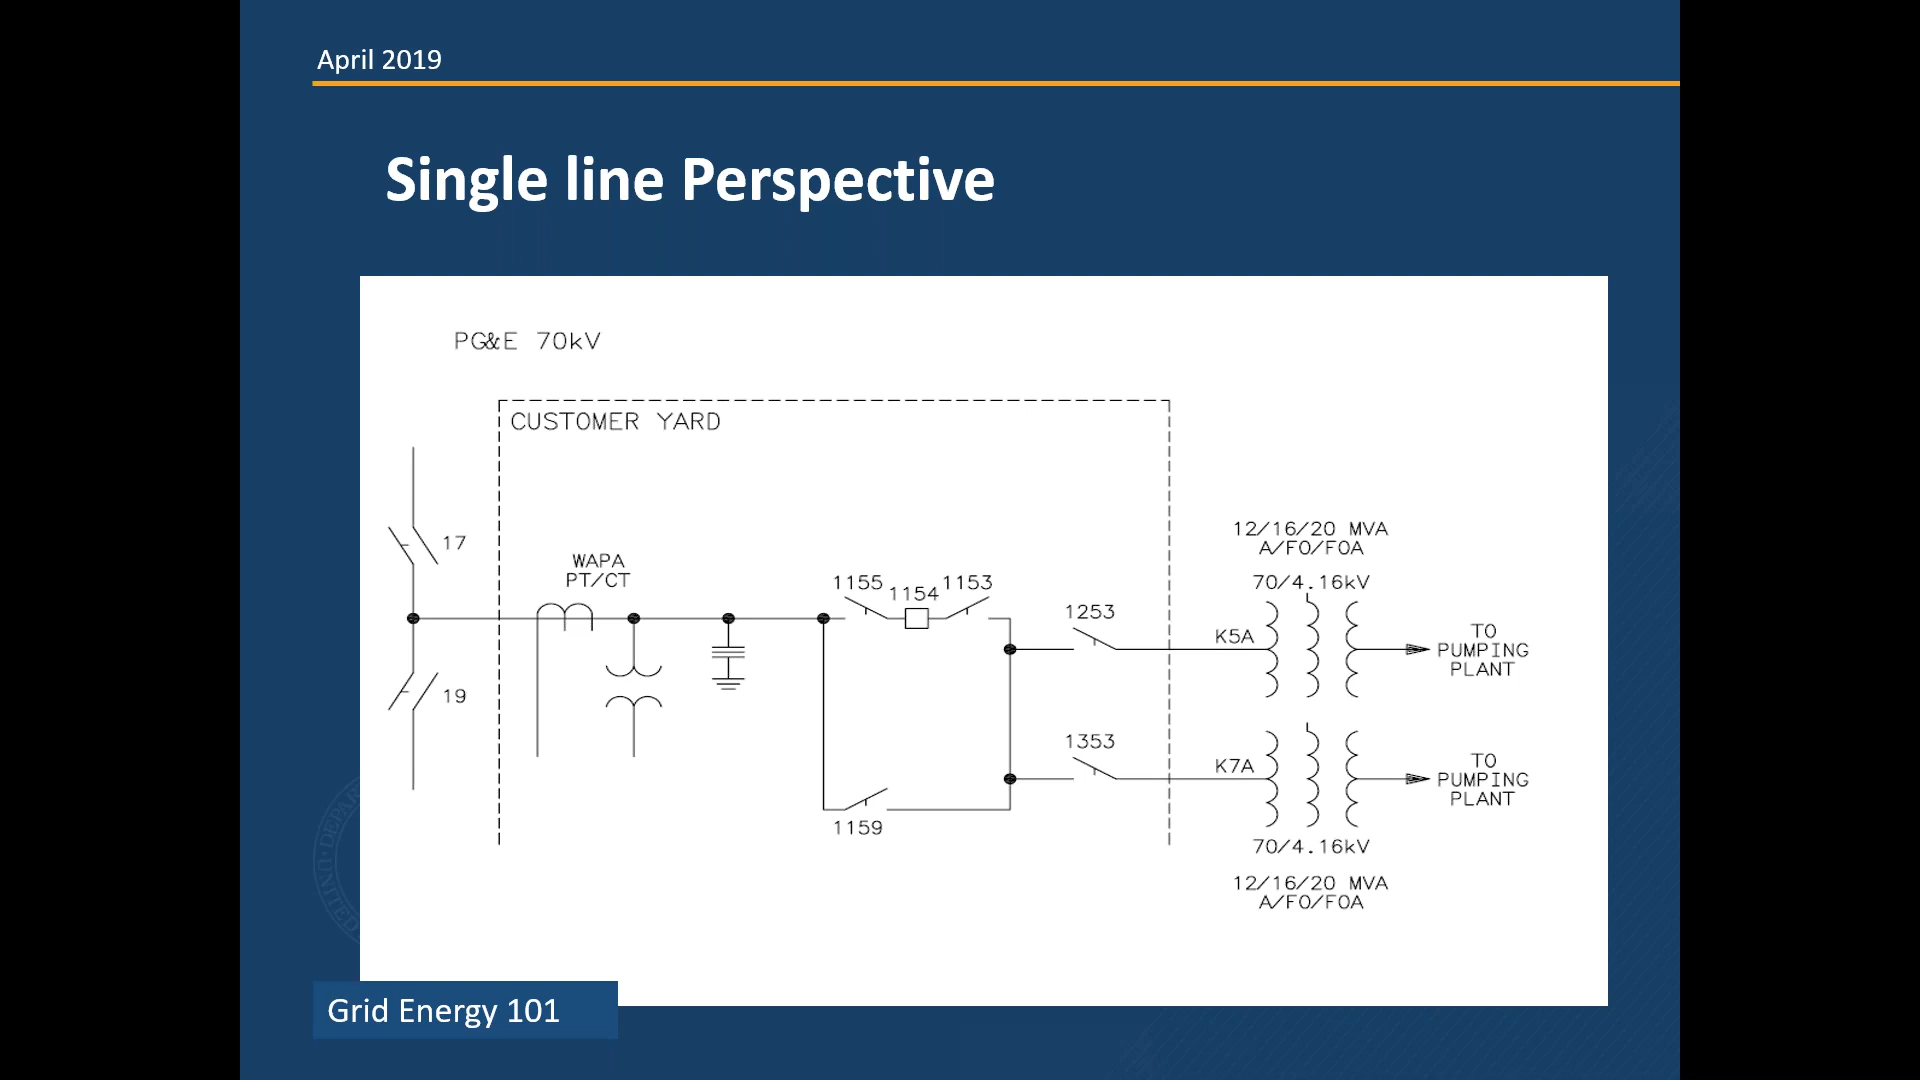 April 2019
Single line Perspective
PG&E 70kV
CUSTOMER YARD
17
19
WAPA
PT/CT
1155
1154
1153
1159
1253
1353
12/16/20 MVA
A/FO/FOA
70/4.16kV
K5A
TO
PUMPING
PLANT
K7A
TO
PUMPING
PLANT
70/4.16kV
12/16/20 MVA
A/FO/FOA
UNITED
DEPAR
Grid Energy 101